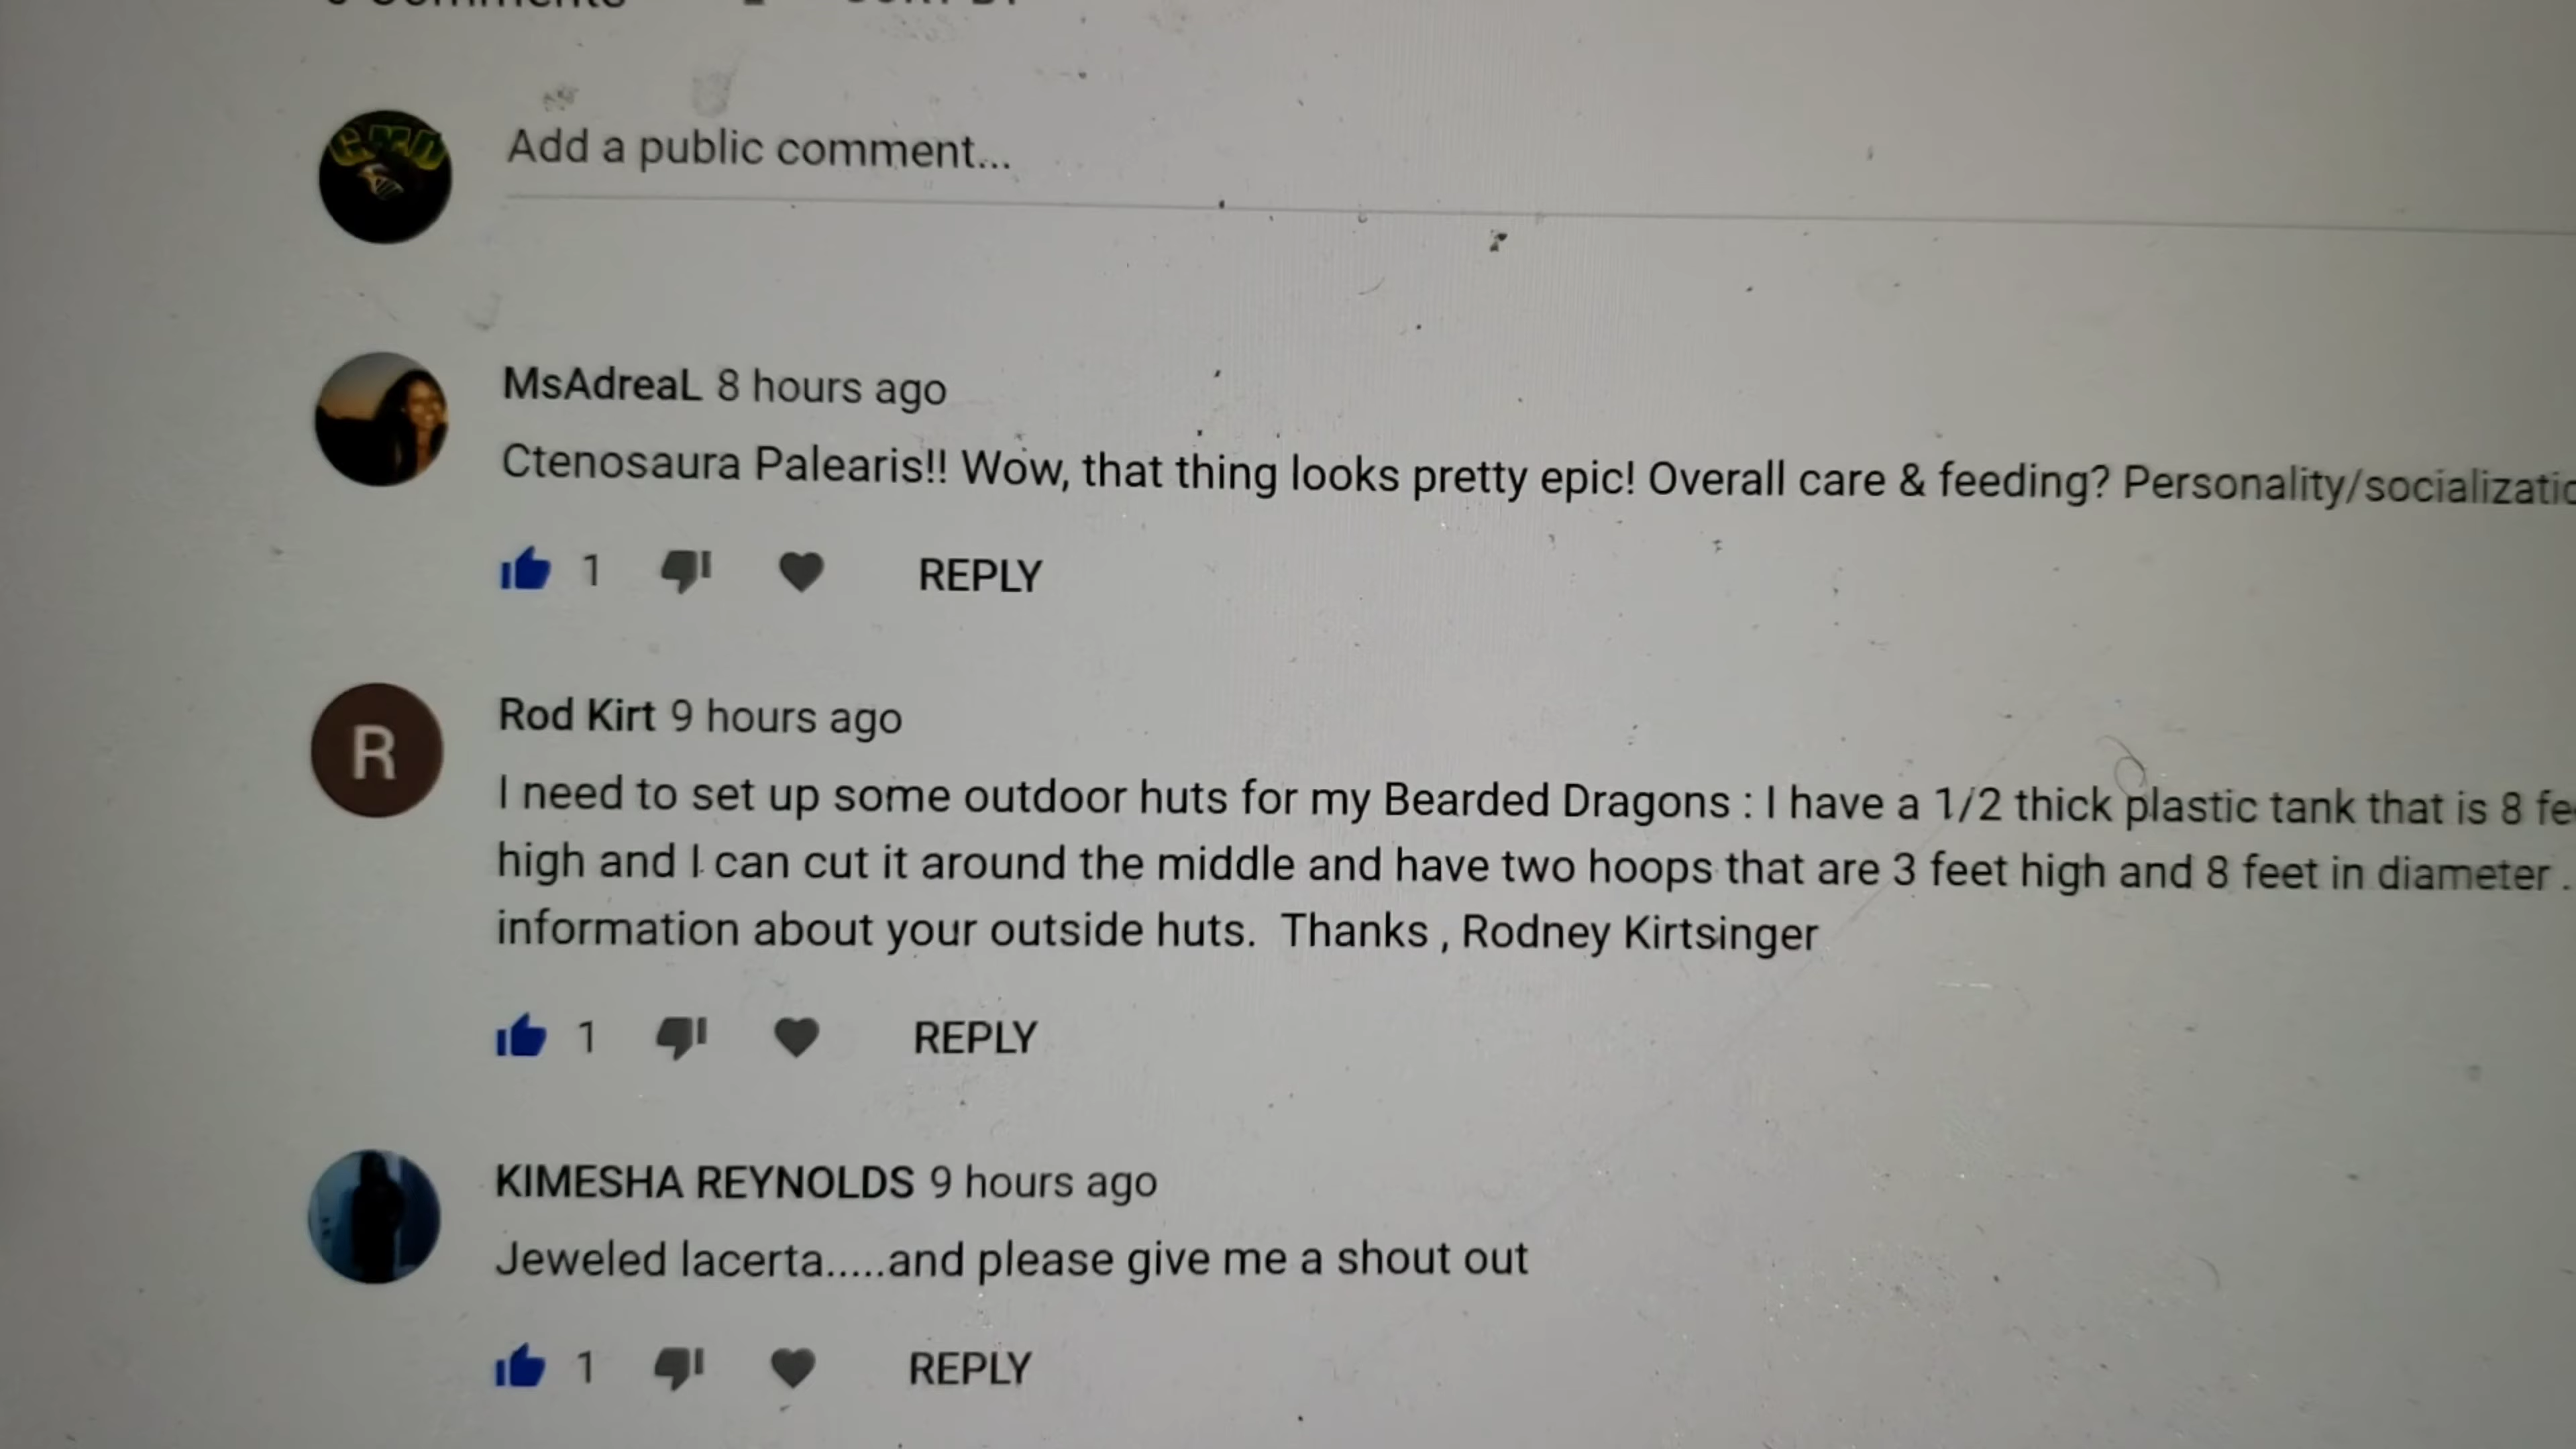 Comments
SORT BY
Add a public comment...
MsAdreaL 8 hours ago
Ctenosaura Palearis!! Wow, that thing looks pretty epic! Overall care & feeding? Personality/socializatio
1 REPLY
R
Rod Kirt 9 hours ago
I need to set up some outdoor huts for my Bearded Dragons : I have a 1/2 thick plastic tank that is 8 fe
high and I can cut it around the middle and have two hoops that are 3 feet high and 8 feet in diameter .
information about your outside huts. Thanks , Rodney Kirtsinger
1 REPLY
KIMESHA REYNOLDS 9 hours ago
Jeweled lacerta.....and please give me a shout out
1 REPLY